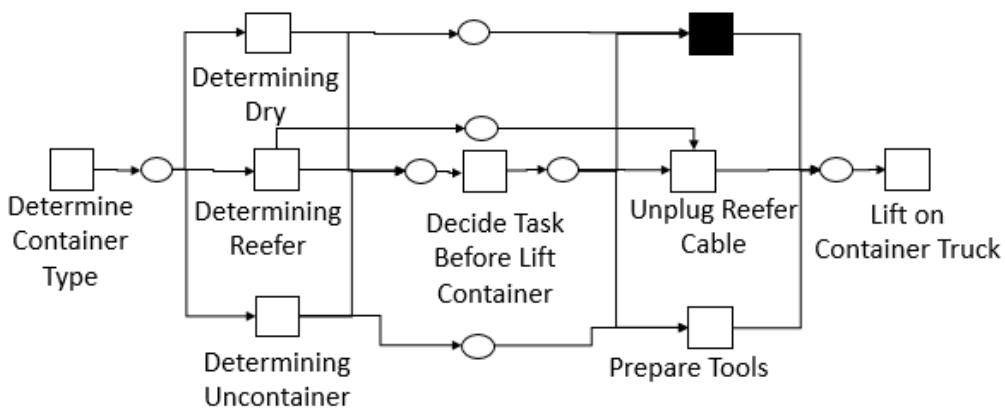 Determining
Dry
Determine
Container
Type
Determining
Reefer
Decide Task
Before Lift
Container
Unplug Reefer
Cable
Lift on
Container Truck
Determining
Uncontainer
Prepare Tools